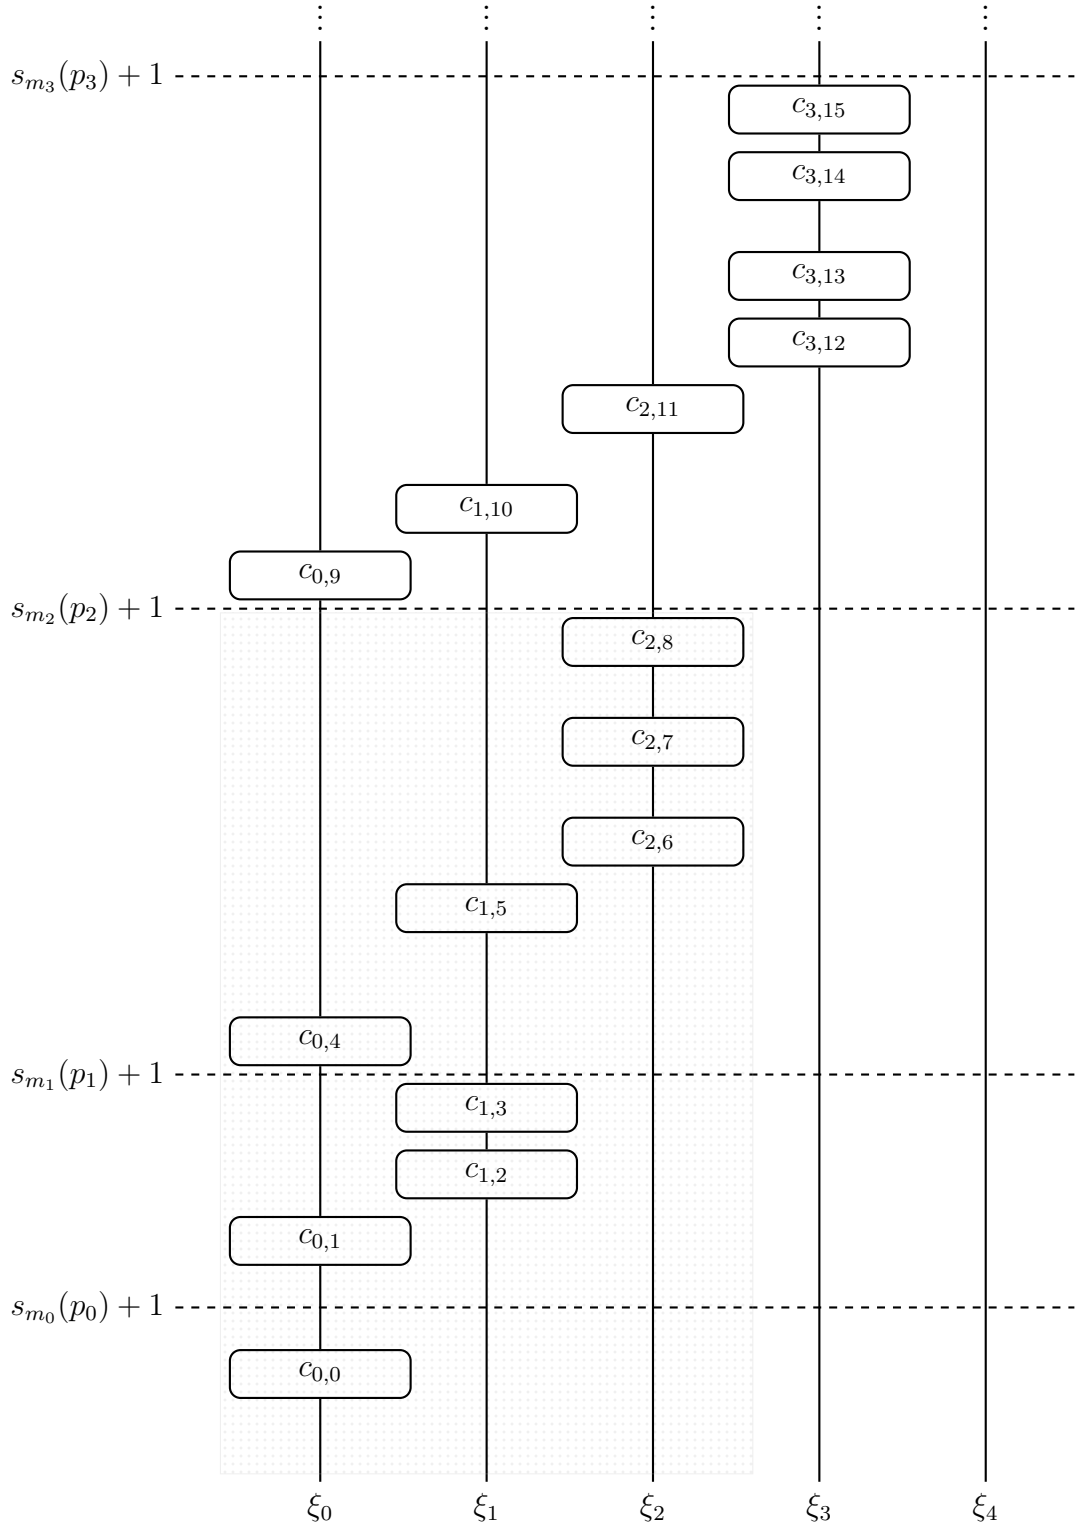 ⋮ ⋮ ⋮ ⋮ ⋮
s_{m_3}(p_3) + 1
c_{3,15}
c_{3,14}
c_{3,13}
c_{3,12}
c_{2,11}
c_{1,10}
c_{0,9}
s_{m_2}(p_2) + 1
c_{2,8}
c_{2,7}
c_{2,6}
c_{1,5}
c_{0,4}
s_{m_1}(p_1) + 1
c_{1,3}
c_{1,2}
c_{0,1}
s_{m_0}(p_0) + 1
c_{0,0}
ξ_0 ξ_1 ξ_2 ξ_3 ξ_4